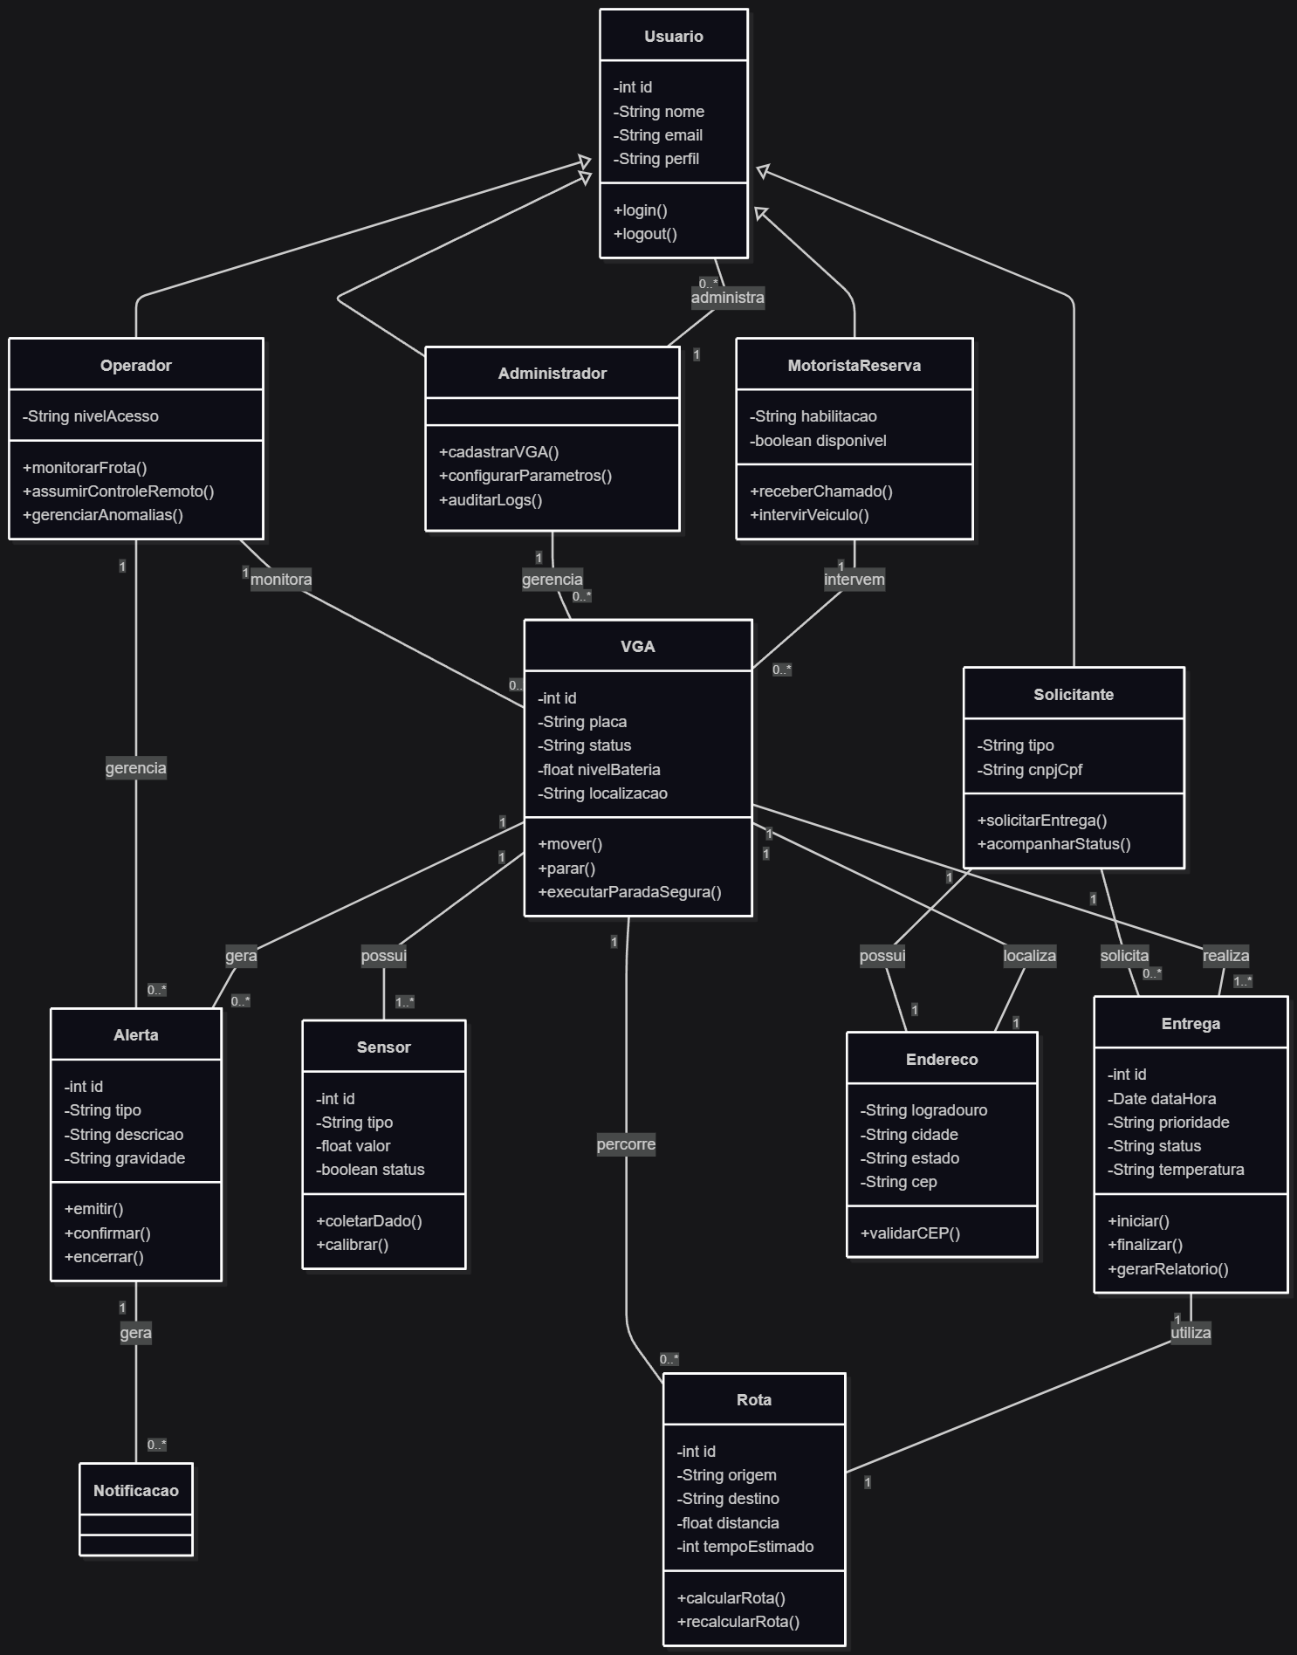 Usuario
-int id
-String nome
-String email
-String perfil
+login()
+logout()
0..*
administra
1
Operador
-String nivelAcesso
+monitorarFrota()
+assumirControleRemoto()
+gerenciarAnomalias()
Administrador
+cadastrarVGA()
+configurarParametros()
+auditarLogs()
MotoristaReserva
-String habilitacao
-boolean disponivel
+receberChamado()
+intervirVeiculo()
1
1
monitora
0..
1
gerencia
0..*
1
intervem
0..*
VGA
-int id
-String placa
-String status
-float nivelBateria
-String localizacao
+mover()
+parar()
+executarParadaSegura()
Solicitante
-String tipo
-String cnpjCpf
+solicitarEntrega()
+acompanharStatus()
gerencia
1
1
1
1
1
1
1
gera
possui
possui
localiza
solicita
realiza
0..*
0..*
1..*
1
1
0..*
1..*
Alerta
-int id
-String tipo
-String descricao
-String gravidade
+emitir()
+confirmar()
+encerrar()
Sensor
-int id
-String tipo
-float valor
-boolean status
+coletarDado()
+calibrar()
percorre
Endereco
-String logradouro
-String cidade
-String estado
-String cep
+validarCEP()
Entrega
-int id
-Date dataHora
-String prioridade
-String status
-String temperatura
+iniciar()
+finalizar()
+gerarRelatorio()
1
gera
0..*
1
utiliza
0..*
1
Notificacao
Rota
-int id
-String origem
-String destino
-float distancia
-int tempoEstimado
+calcularRota()
+recalcularRota()